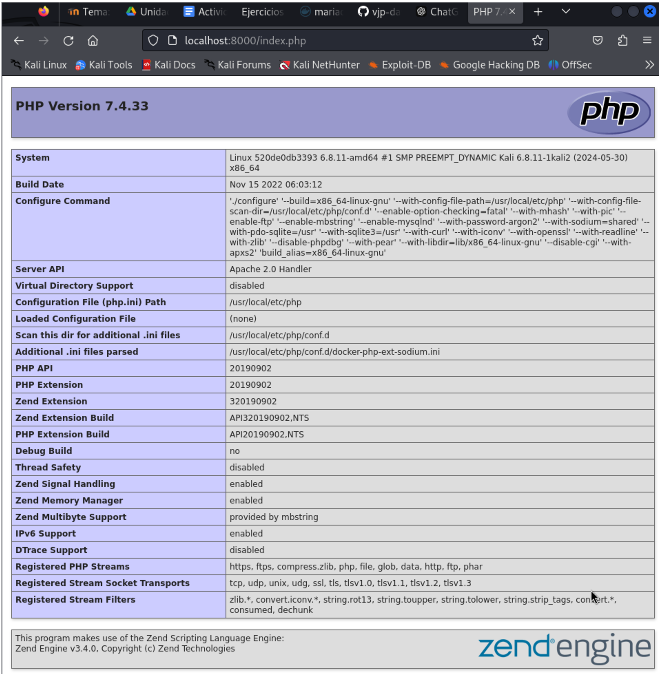 Tema
Unida
Activi
Ejercicios
maria
vjp-da
ChatG
PHP 7.4
localhost:8000/index.php
Kali Linux Kali Tools Kali Docs Kali Forums Kali NetHunter Exploit-DB Google Hacking DB OffSec
PHP Version 7.4.33
php
System Linux 520de0db3393 6.8.11-amd64 #1 SMP PREEMPT_DYNAMIC Kali 6.8.11-1kali2 (2024-05-30)
x86_64
Build Date Nov 15 2022 06:03:12
Configure Command './configure' '--build=x86_64-linux-gnu' '--with-config-file-path=/usr/local/etc/php' '--with-config-file-
scan-dir=/usr/local/etc/php/conf.d' '--enable-option-checking=fatal' '--with-mhash' '--with-pic' '--
enable-ftp' '--enable-mbstring' '--enable-mysqlnd' '--with-password-argon2' '--with-sodium=shared' '--
with-pdo-sqlite=/usr' '--with-sqlite3=/usr' '--with-curl' '--with-iconv' '--with-openssl' '--with-readline' '--
with-zlib' '--disable-phpdbg' '--with-pear' '--with-libdir=lib/x86_64-linux-gnu' '--disable-cgi' '--with-
apxs2' 'build_alias=x86_64-linux-gnu'
Server API Apache 2.0 Handler
Virtual Directory Support disabled
Configuration File (php.ini) Path /usr/local/etc/php
Loaded Configuration File (none)
Scan this dir for additional .ini files /usr/local/etc/php/conf.d
Additional .ini files parsed /usr/local/etc/php/conf.d/docker-php-ext-sodium.ini
PHP API 20190902
PHP Extension 20190902
Zend Extension 320190902
Zend Extension Build API320190902,NTS
PHP Extension Build API20190902,NTS
Debug Build no
Thread Safety disabled
Zend Signal Handling enabled
Zend Memory Manager enabled
Zend Multibyte Support provided by mbstring
IPv6 Support enabled
DTrace Support disabled
Registered PHP Streams https, ftps, compress.zlib, php, file, glob, data, http, ftp, phar
Registered Stream Socket Transports tcp, udp, unix, udg, ssl, tls, tlsv1.0, tlsv1.1, tlsv1.2, tlsv1.3
Registered Stream Filters zlib.*, convert.iconv.*, string.rot13, string.toupper, string.tolower, string.strip_tags, convert.*,
consumed, dechunk
This program makes use of the Zend Scripting Language Engine:
Zend Engine v3.4.0, Copyright (c) Zend Technologies
zend engine